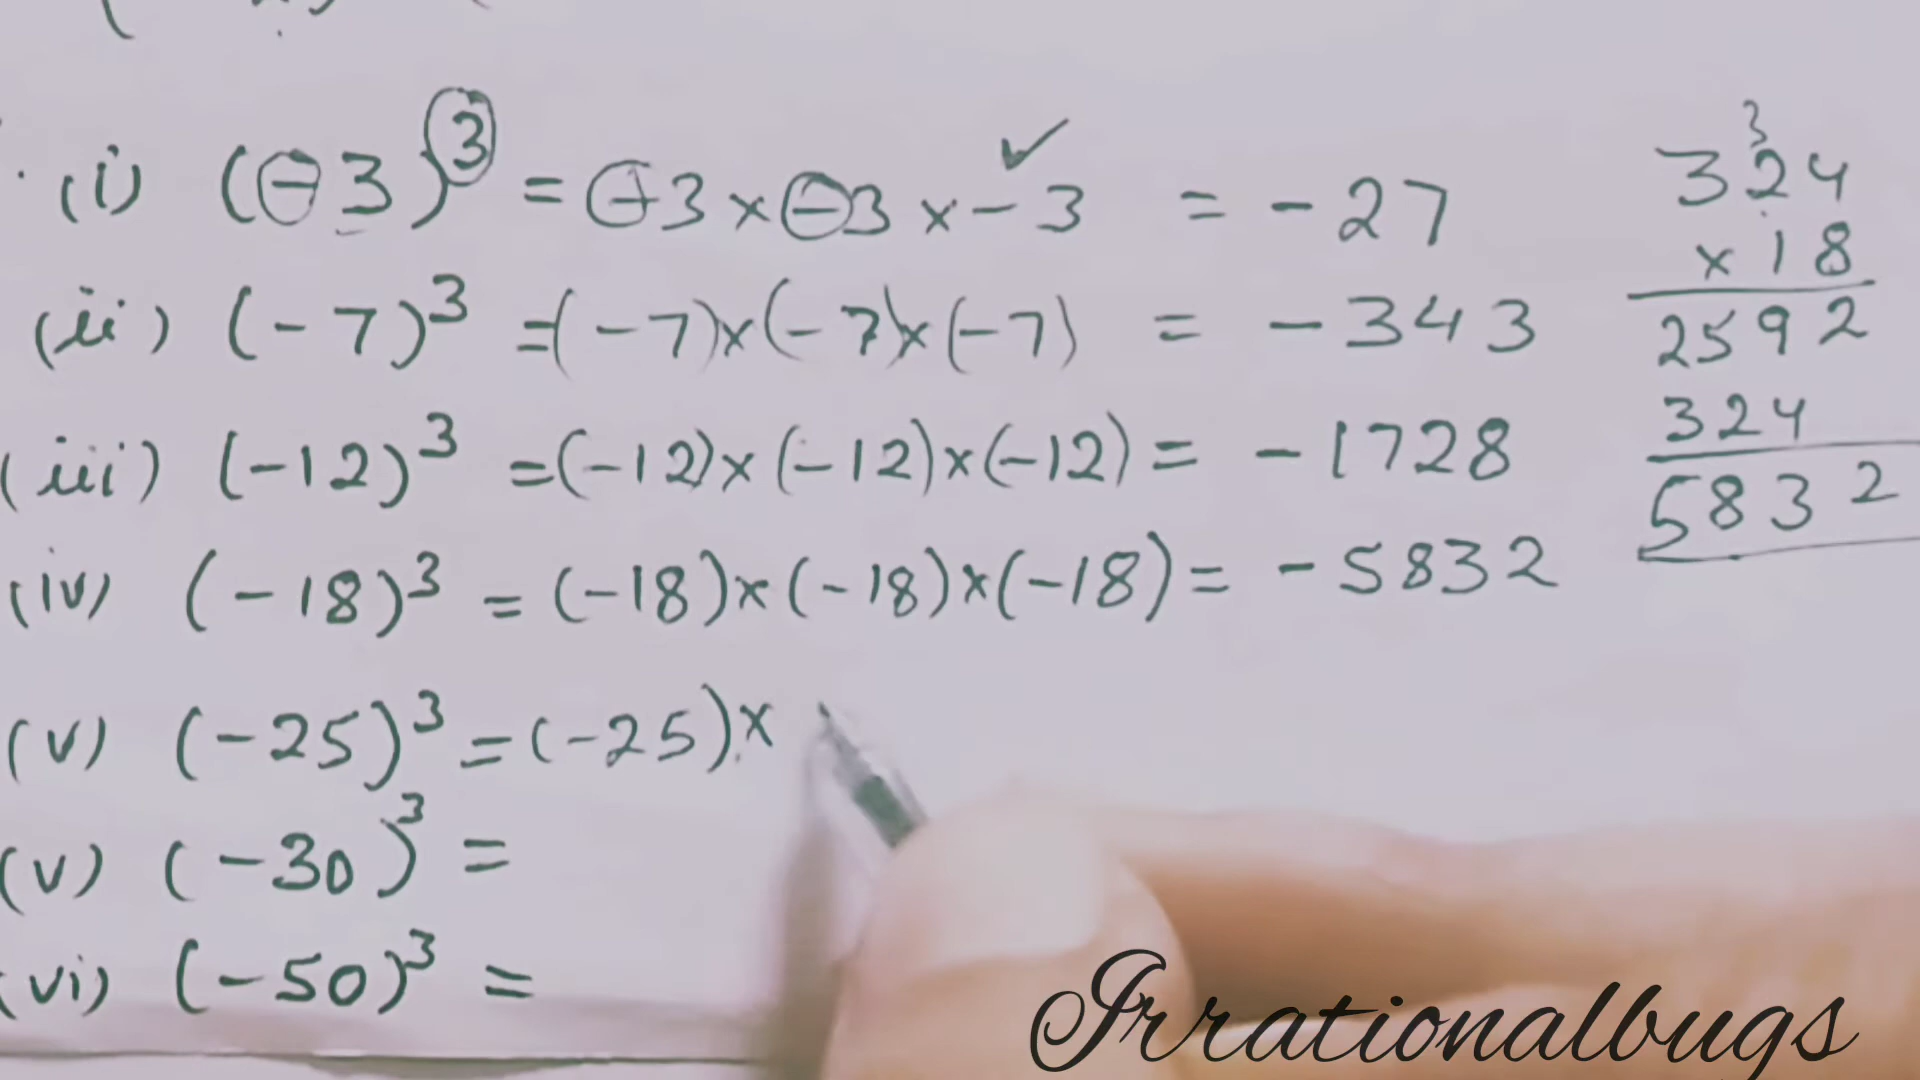 (i) (-3)³ = -3 × -3 × -3 = -27
(ii) (-7)³ = (-7) × (-7) × (-7) = -343
(iii) (-12)³ = (-12) × (-12) × (-12) = -1728
(iv) (-18)³ = (-18) × (-18) × (-18) = -5832
(v) (-25)³ = (-25) ×
(v) (-30)³ =
(vi) (-50)³ =
3
324
× 18
2592
324
5832
Irrationalbugs